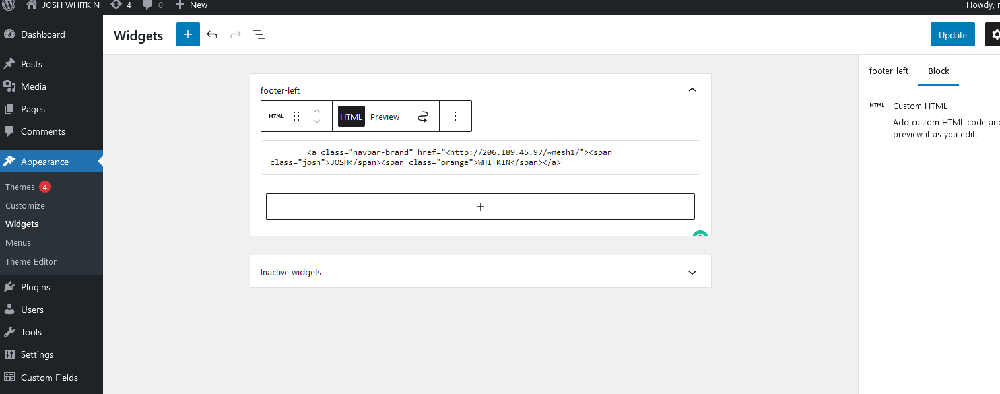 JOSH WHITKIN 4 0 New Howdy,
Dashboard
Posts
Media
Pages
Comments
Appearance
Themes 4
Customize
Widgets
Menus
Theme Editor
Plugins
Users
Tools
Settings
Custom Fields
Widgets
Update
footer-left
HTML HTML Preview
<a class="navbar-brand" href="<http://206.189.45.97/~mesh1/"><span
class="josh">JOSH</span><span class="orange">WHITKIN</span></a>
Inactive widgets
footer-left Block
HTML Custom HTML
Add custom HTML code and
preview it as you edit.